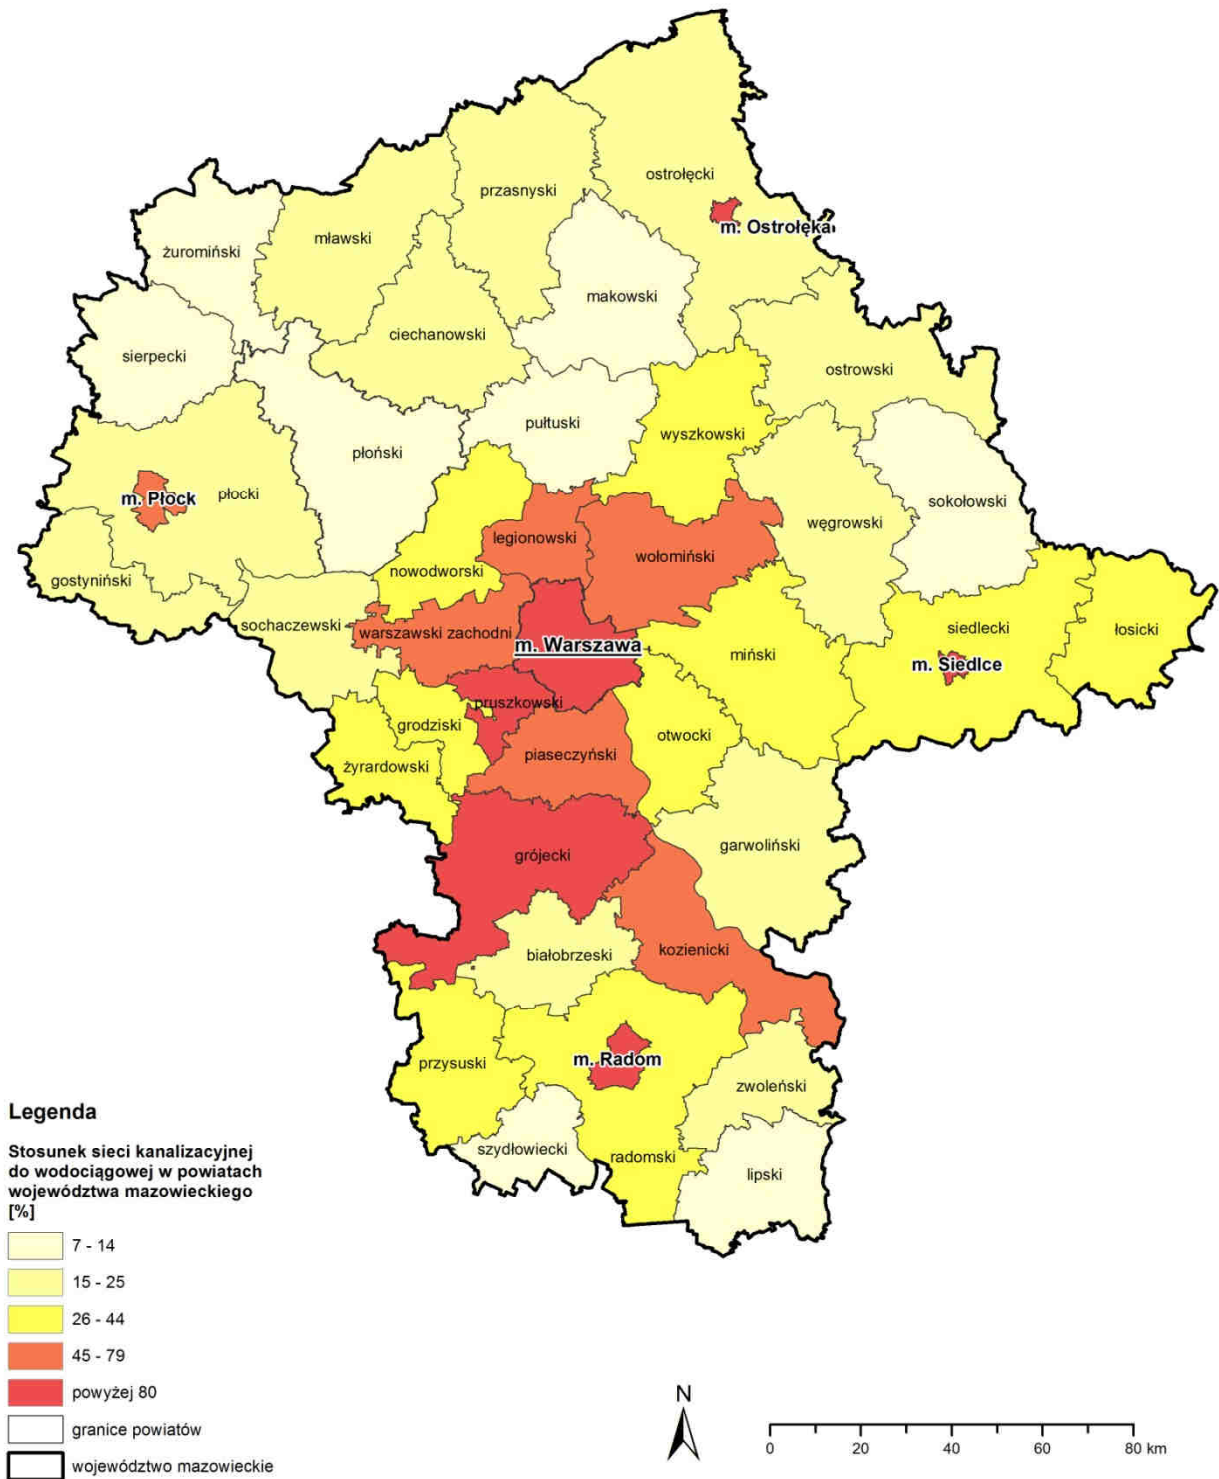 ostrołęcki
przasnyski
m. Ostrołęka
mławski
żuromiński
makowski
ciechanowski
sierpecki
ostrowski
pułtuski
wyszkowski
płoński
płocki
m. Płock
sokołowski
węgrowski
legionowski
wołomiński
nowodworski
gostyniński
sochaczewski
warszawski zachodni
siedlecki
łosicki
m. Warszawa
miński
m. Siedlce
pruszkowski
grodziski
otwocki
piaseczyński
żyrardowski
garwoliński
grójecki
kozienicki
białobrzeski
m. Radom
przysuski
zwoleński
szydłowiecki
radomski
lipski
Legenda
Stosunek sieci kanalizacyjnej
do wodociągowej w powiatach
województwa mazowieckiego
[%]
7 - 14
15 - 25
26 - 44
45 - 79
powyżej 80
granice powiatów
województwo mazowieckie
N
0 20 40 60 80 km